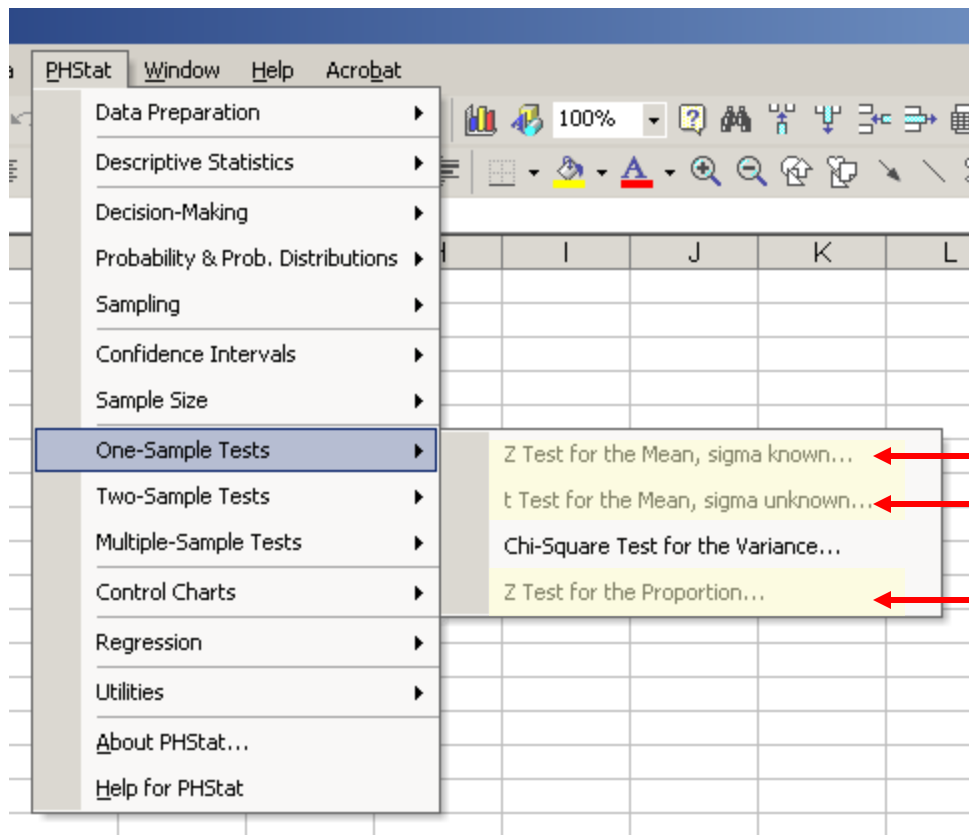 PHStat Window Help Acrobat
100%
Data Preparation
Descriptive Statistics
Decision-Making
Probability & Prob. Distributions
Sampling
Confidence Intervals
Sample Size
One-Sample Tests
Two-Sample Tests
Multiple-Sample Tests
Control Charts
Regression
Utilities
About PHStat...
Help for PHStat
I J K L
Z Test for the Mean, sigma known...
t Test for the Mean, sigma unknown...
Chi-Square Test for the Variance...
Z Test for the Proportion...